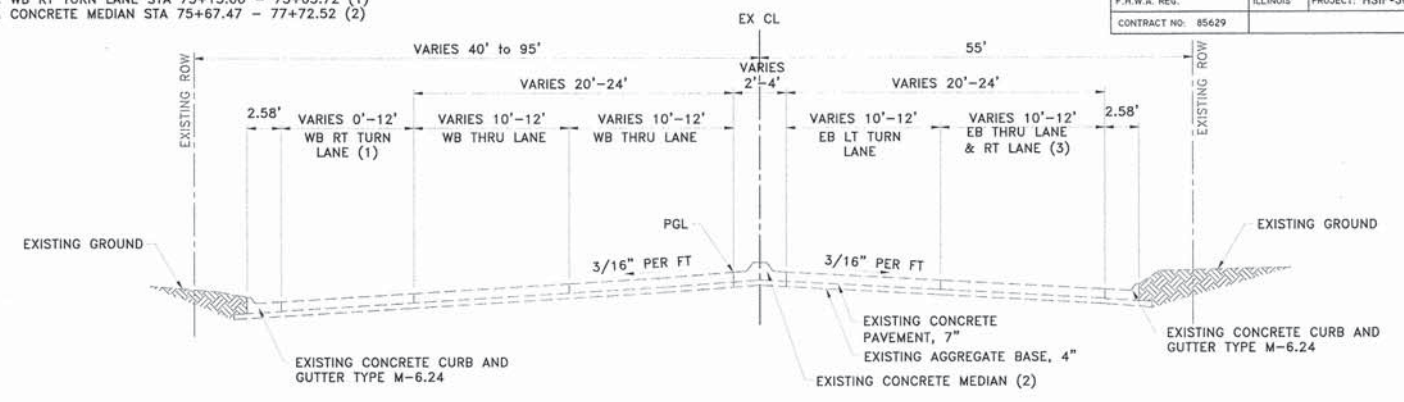 WB RT TURN LANE STA 75+15.00 - 75+65.72 (1)
CONCRETE MEDIAN STA 75+67.47 - 77+72.52 (2)
F.H.W.A. REG.
ILLINOIS
CONTRACT NO: 85629
EX CL
VARIES 40' to 95'
55'
EXISTING ROW
EXISTING ROW
VARIES 20'-24'
VARIES
2'-4'
VARIES 20'-24'
2.58'
VARIES 0'-12'
WB RT TURN
LANE (1)
VARIES 10'-12'
WB THRU LANE
VARIES 10'-12'
WB THRU LANE
VARIES 10'-12'
EB LT TURN
LANE
VARIES 10'-12'
EB THRU LANE
& RT LANE (3)
2.58'
PGL
EXISTING GROUND
EXISTING GROUND
3/16" PER FT
3/16" PER FT
EXISTING CONCRETE
PAVEMENT, 7"
EXISTING AGGREGATE BASE, 4"
EXISTING CONCRETE MEDIAN (2)
EXISTING CONCRETE CURB AND
GUTTER TYPE M-6.24
EXISTING CONCRETE CURB AND
GUTTER TYPE M-6.24